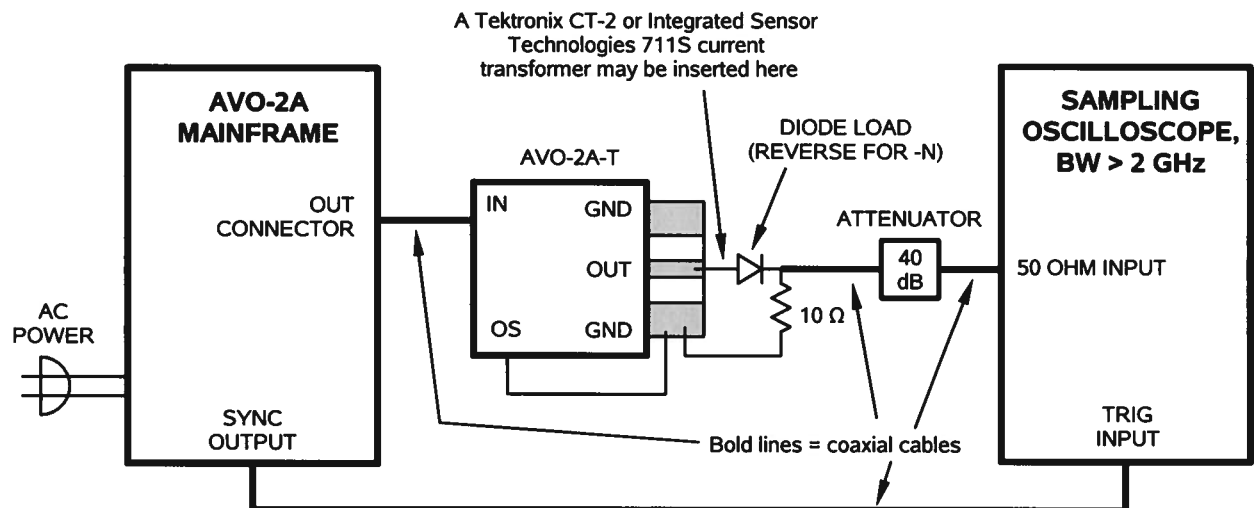 A Tektronix CT-2 or Integrated Sensor
Technologies 711S current
transformer may be inserted here
AVO-2A
MAINFRAME
OUT
CONNECTOR
AC
POWER
SYNC
OUTPUT
AVO-2A-T
IN
GND
OUT
OS
GND
DIODE LOAD
(REVERSE FOR -N)
10 Ω
ATTENUATOR
40
dB
SAMPLING
OSCILLOSCOPE,
BW > 2 GHz
50 OHM INPUT
TRIG
INPUT
Bold lines = coaxial cables